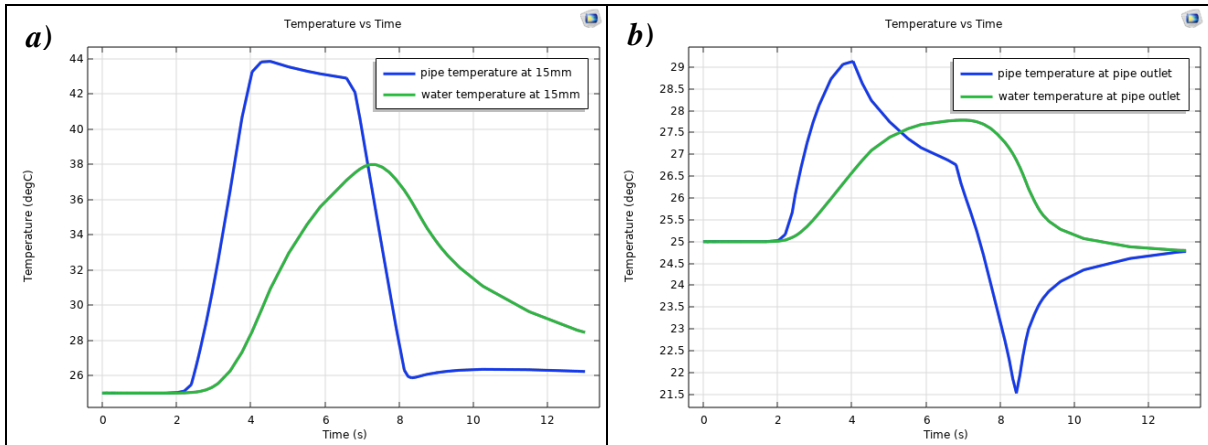 a)
Temperature vs Time
Temperature (degC)
44
42
40
38
36
34
32
30
28
26
pipe temperature at 15mm
water temperature at 15mm
0 2 4 6 8 10 12
Time (s)
b)
Temperature vs Time
Temperature (degC)
29
28.5
28
27.5
27
26.5
26
25.5
25
24.5
24
23.5
23
22.5
22
21.5
pipe temperature at pipe outlet
water temperature at pipe outlet
0 2 4 6 8 10 12
Time (s)